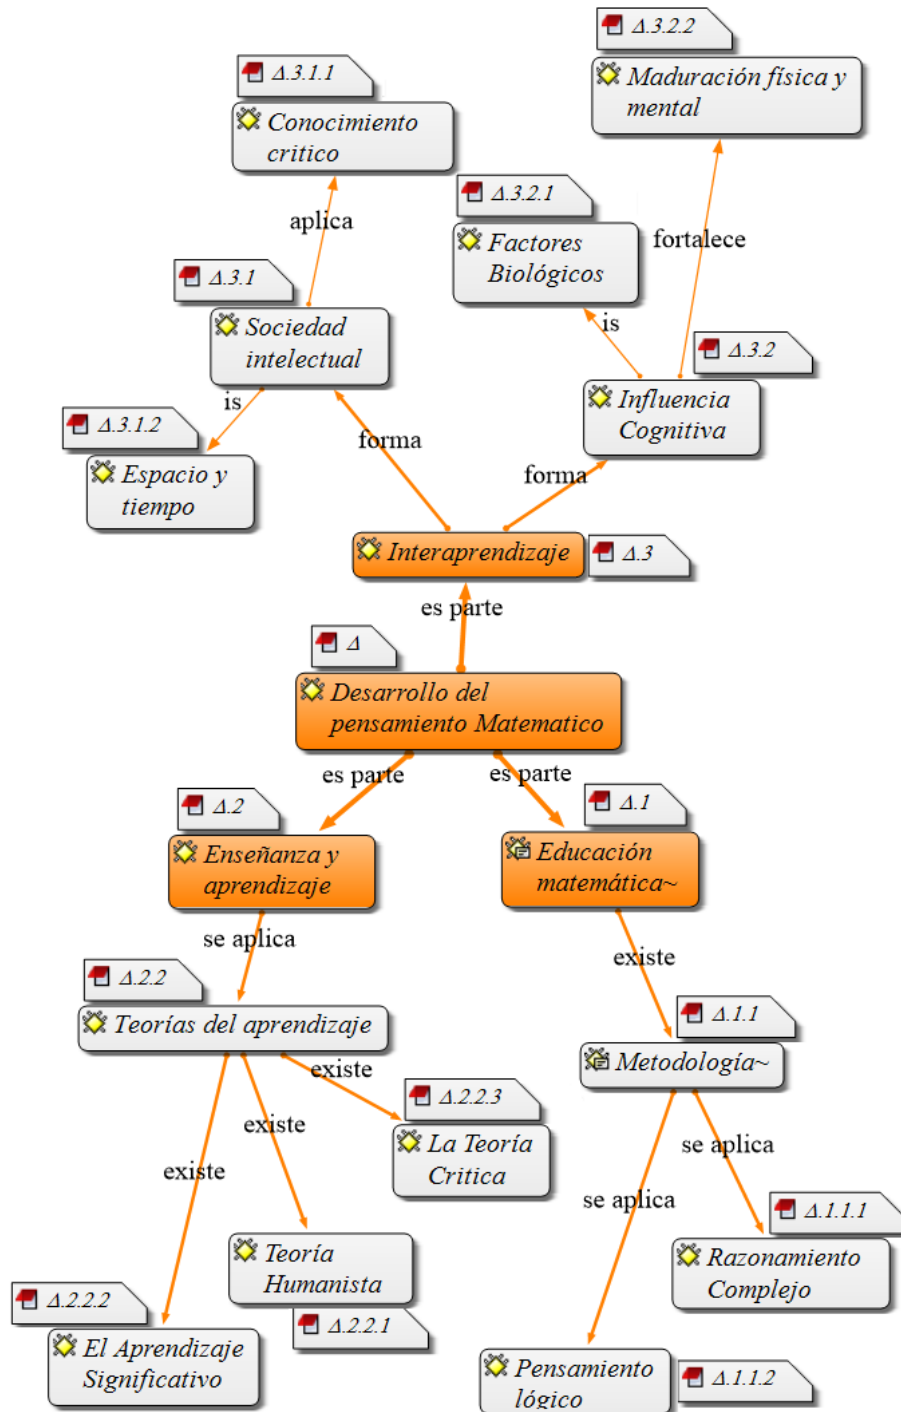 Δ.3.2.2
Maduración física y
mental
Δ.3.1.1
Conocimiento
critico
Δ.3.2.1
Factores
Biológicos
aplica
fortalece
Δ.3.1
Sociedad
intelectual
is
Δ.3.2
Influencia
Cognitiva
is
Δ.3.1.2
Espacio y
tiempo
forma
forma
Interaprendizaje
Δ.3
es parte
Δ
Desarrollo del
pensamiento Matematico
es parte
es parte
Δ.2
Enseñanza y
aprendizaje
Δ.1
Educación
matemática~
se aplica
existe
Δ.2.2
Teorías del aprendizaje
Δ.1.1
Metodología~
existe
Δ.2.2.3
La Teoría
Critica
existe
existe
se aplica
se aplica
Δ.1.1.1
Razonamiento
Complejo
Teoría
Humanista
Δ.2.2.1
Δ.2.2.2
El Aprendizaje
Significativo
Pensamiento
lógico
Δ.1.1.2